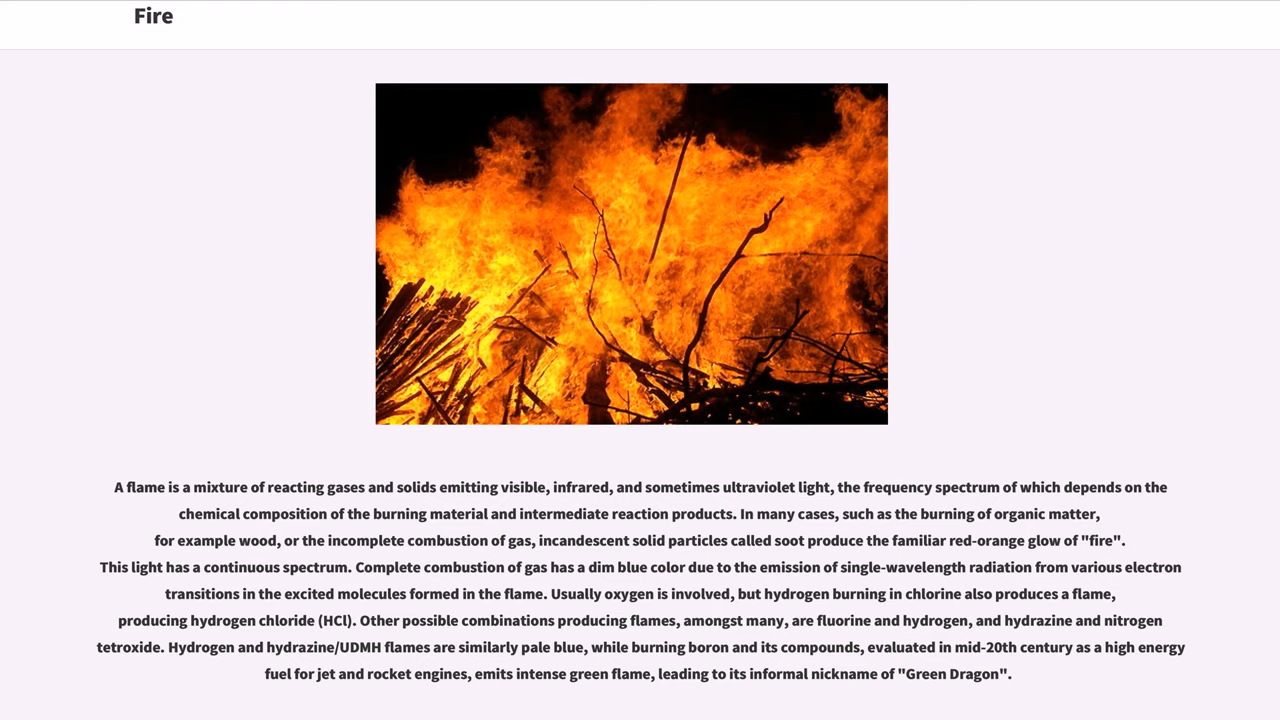 Fire
A flame is a mixture of reacting gases and solids emitting visible, infrared, and sometimes ultraviolet light, the frequency spectrum of which depends on the
chemical composition of the burning material and intermediate reaction products. In many cases, such as the burning of organic matter,
for example wood, or the incomplete combustion of gas, incandescent solid particles called soot produce the familiar red-orange glow of "fire".
This light has a continuous spectrum. Complete combustion of gas has a dim blue color due to the emission of single-wavelength radiation from various electron
transitions in the excited molecules formed in the flame. Usually oxygen is involved, but hydrogen burning in chlorine also produces a flame,
producing hydrogen chloride (HCl). Other possible combinations producing flames, amongst many, are fluorine and hydrogen, and hydrazine and nitrogen
tetroxide. Hydrogen and hydrazine/UDMH flames are similarly pale blue, while burning boron and its compounds, evaluated in mid-20th century as a high energy
fuel for jet and rocket engines, emits intense green flame, leading to its informal nickname of "Green Dragon".